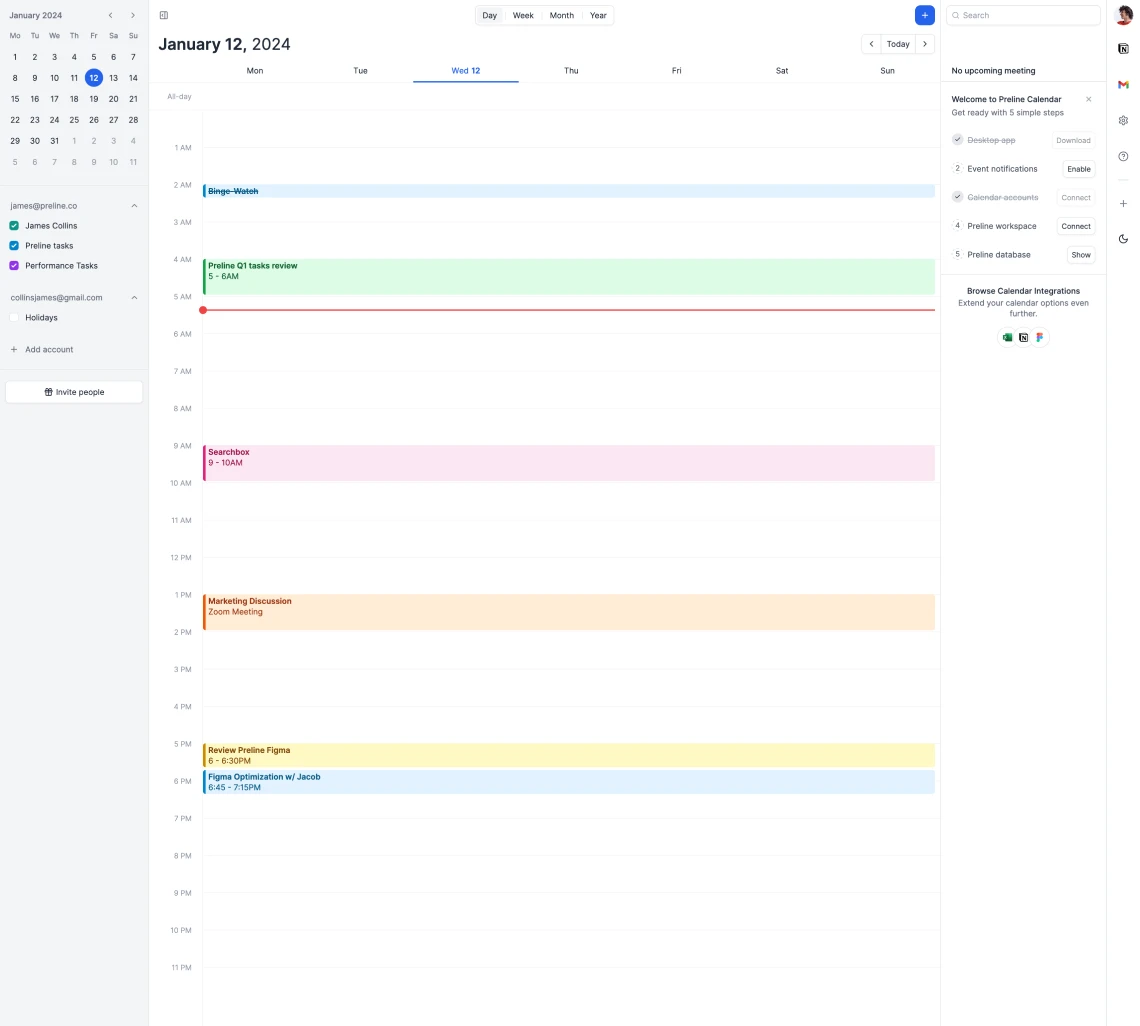 January 2024
Mo Tu We Th Fr Sa Su
1 2 3 4 5 6 7
8 9 10 11 12 13 14
15 16 17 18 19 20 21
22 23 24 25 26 27 28
29 30 31 1 2 3 4
5 6 7 8 9 10 11
james@preline.co
James Collins
Preline tasks
Performance Tasks
collinsjames@gmail.com
Holidays
Add account
Invite people
Day Week Month Year
January 12, 2024
Today
Mon Tue Wed 12 Thu Fri Sat Sun
All-day
1 AM
2 AM
Binge-Watch
3 AM
4 AM
Preline Q1 tasks review
5 - 6AM
5 AM
6 AM
7 AM
8 AM
9 AM
Searchbox
9 - 10AM
10 AM
11 AM
12 PM
1 PM
Marketing Discussion
Zoom Meeting
2 PM
3 PM
4 PM
5 PM
Review Preline Figma
6 - 6:30PM
Figma Optimization w/ Jacob
6 PM
6:45 - 7:15PM
7 PM
8 PM
9 PM
10 PM
11 PM
Search
No upcoming meeting
Welcome to Preline Calendar
Get ready with 5 simple steps
Desktop app Download
2 Event notifications Enable
Calendar accounts Connect
4 Preline workspace Connect
5 Preline database Show
Browse Calendar Integrations
Extend your calendar options even
further.